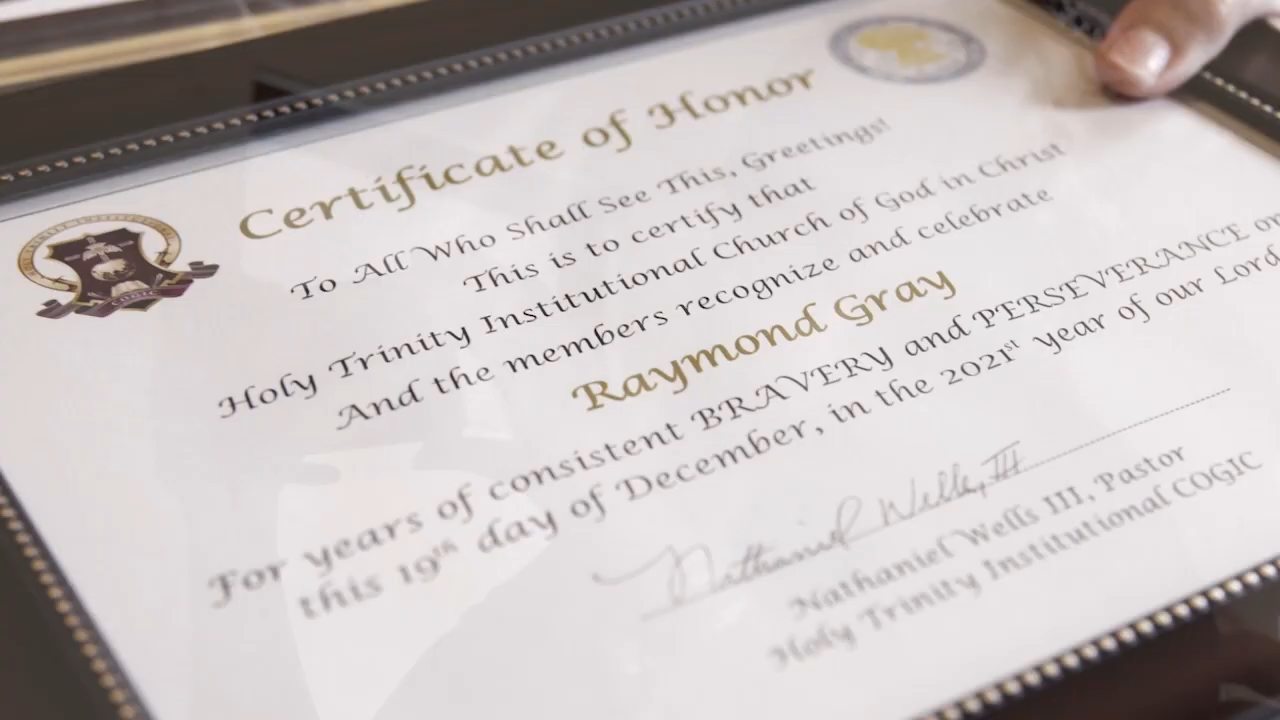 Certificate of Honor
To All Who Shall See This, Greetings!
This is to certify that
Holy Trinity Institutional Church of God in Christ
And the members recognize and celebrate
Raymond Gray
For years of consistent BRAVERY and PERSEVERANCE on
this 19th day of December, in the 2021st year of our Lord
Nathaniel Wells, III
Nathaniel Wells III, Pastor
Holy Trinity Institutional COGIC
COGIC